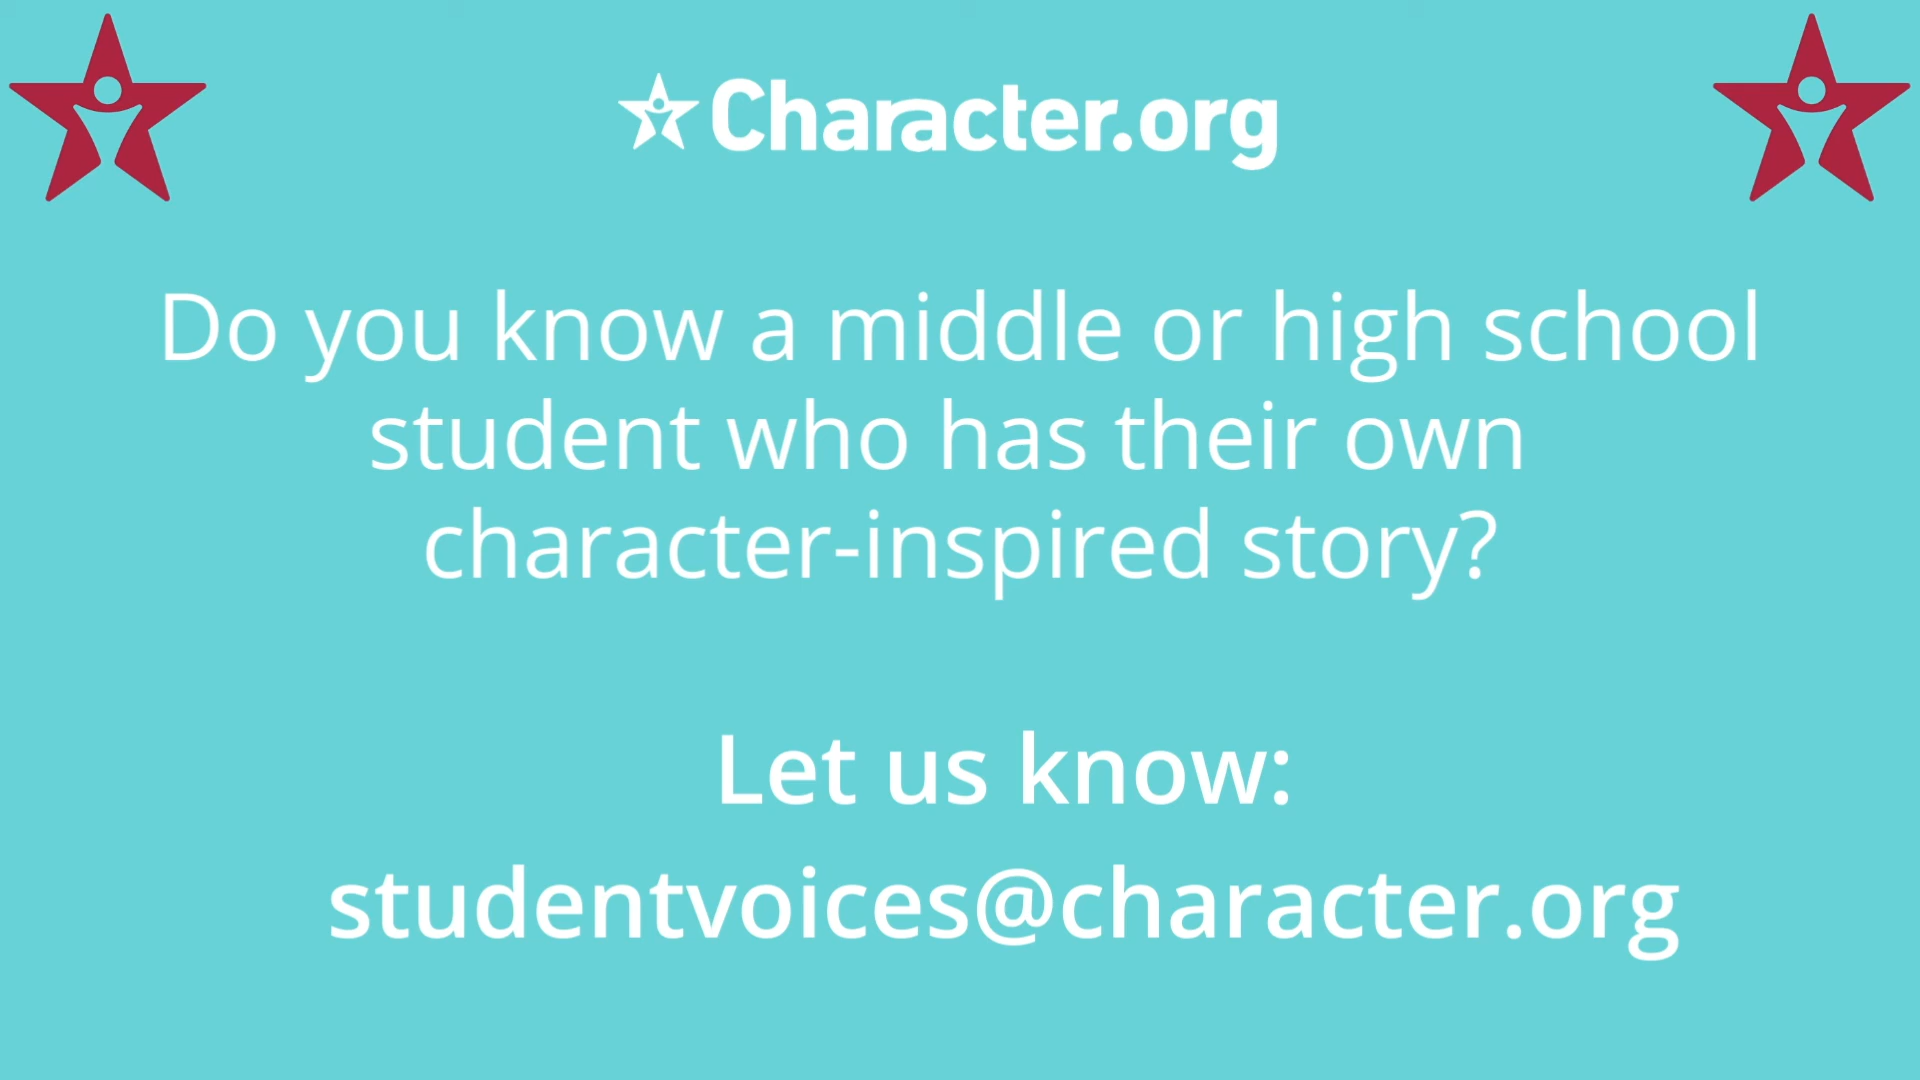 Character.org
Do you know a middle or high school
student who has their own
character-inspired story?
Let us know:
studentvoices@character.org